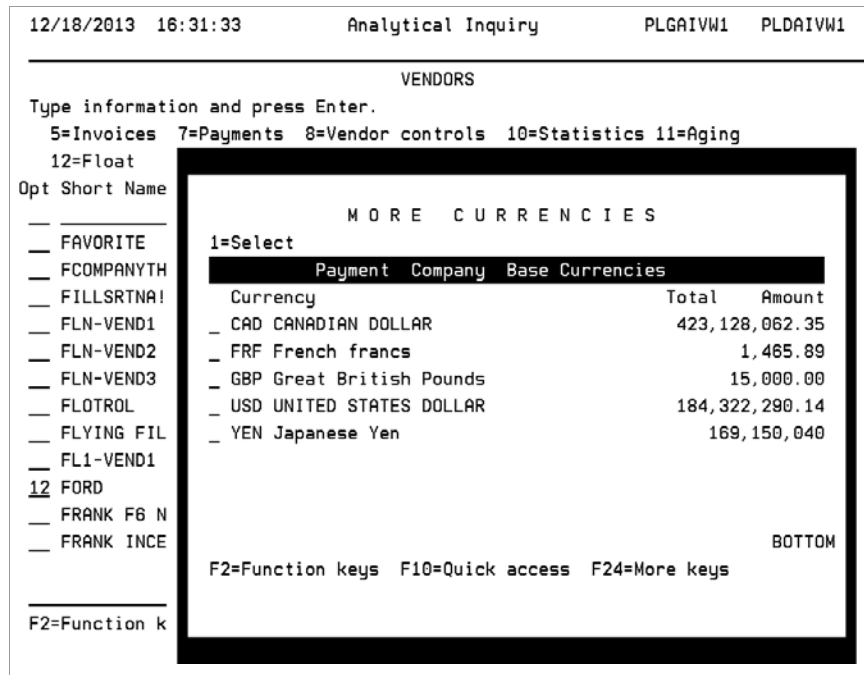 12/18/2013 16:31:33 Analytical Inquiry PLGAIVW1 PLDAIVW1
VENDORS
Type information and press Enter.
5=Invoices 7=Payments 8=Vendor controls 10=Statistics 11=Aging
12=Float
Opt Short Name
FAVORITE
FCOMPANYTH
FILLSRTNA!
FLN-VEND1
FLN-VEND2
FLN-VEND3
FLOTROL
FLYING FIL
FL1-VEND1
12 FORD
FRANK F6 N
FRANK INCE
F2=Function k
MORE CURRENCIES
1=Select
Payment Company Base Currencies
Currency Total Amount
_ CAD CANADIAN DOLLAR 423,128,062.35
_ FRF French francs 1,465.89
_ GBP Great British Pounds 15,000.00
_ USD UNITED STATES DOLLAR 184,322,290.14
_ YEN Japanese Yen 169,150,040
BOTTOM
F2=Function keys F10=Quick access F24=More keys